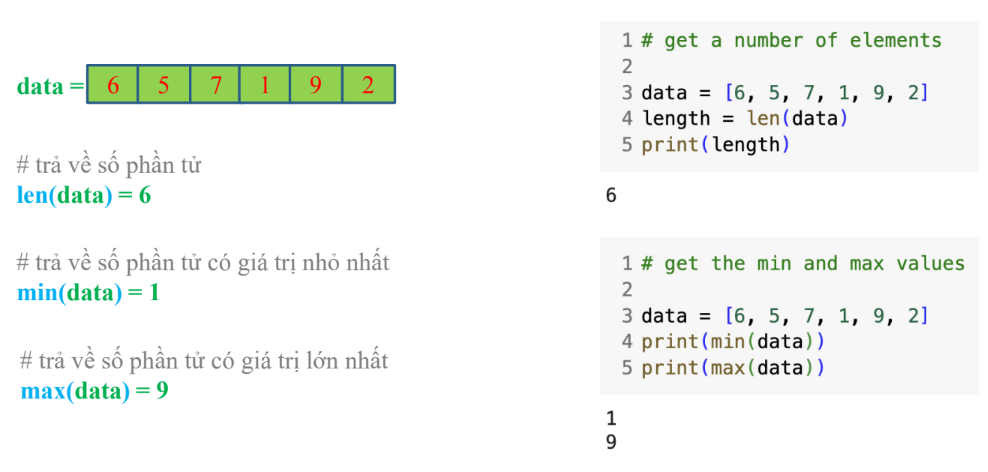 data = 6 5 7 1 9 2
# trả về số phần tử
len(data) = 6
# trả về số phần tử có giá trị nhỏ nhất
min(data) = 1
# trả về số phần tử có giá trị lớn nhất
max(data) = 9
1 # get a number of elements
2
3 data = [6, 5, 7, 1, 9, 2]
4 length = len(data)
5 print(length)
6
1 # get the min and max values
2
3 data = [6, 5, 7, 1, 9, 2]
4 print(min(data))
5 print(max(data))
1
9